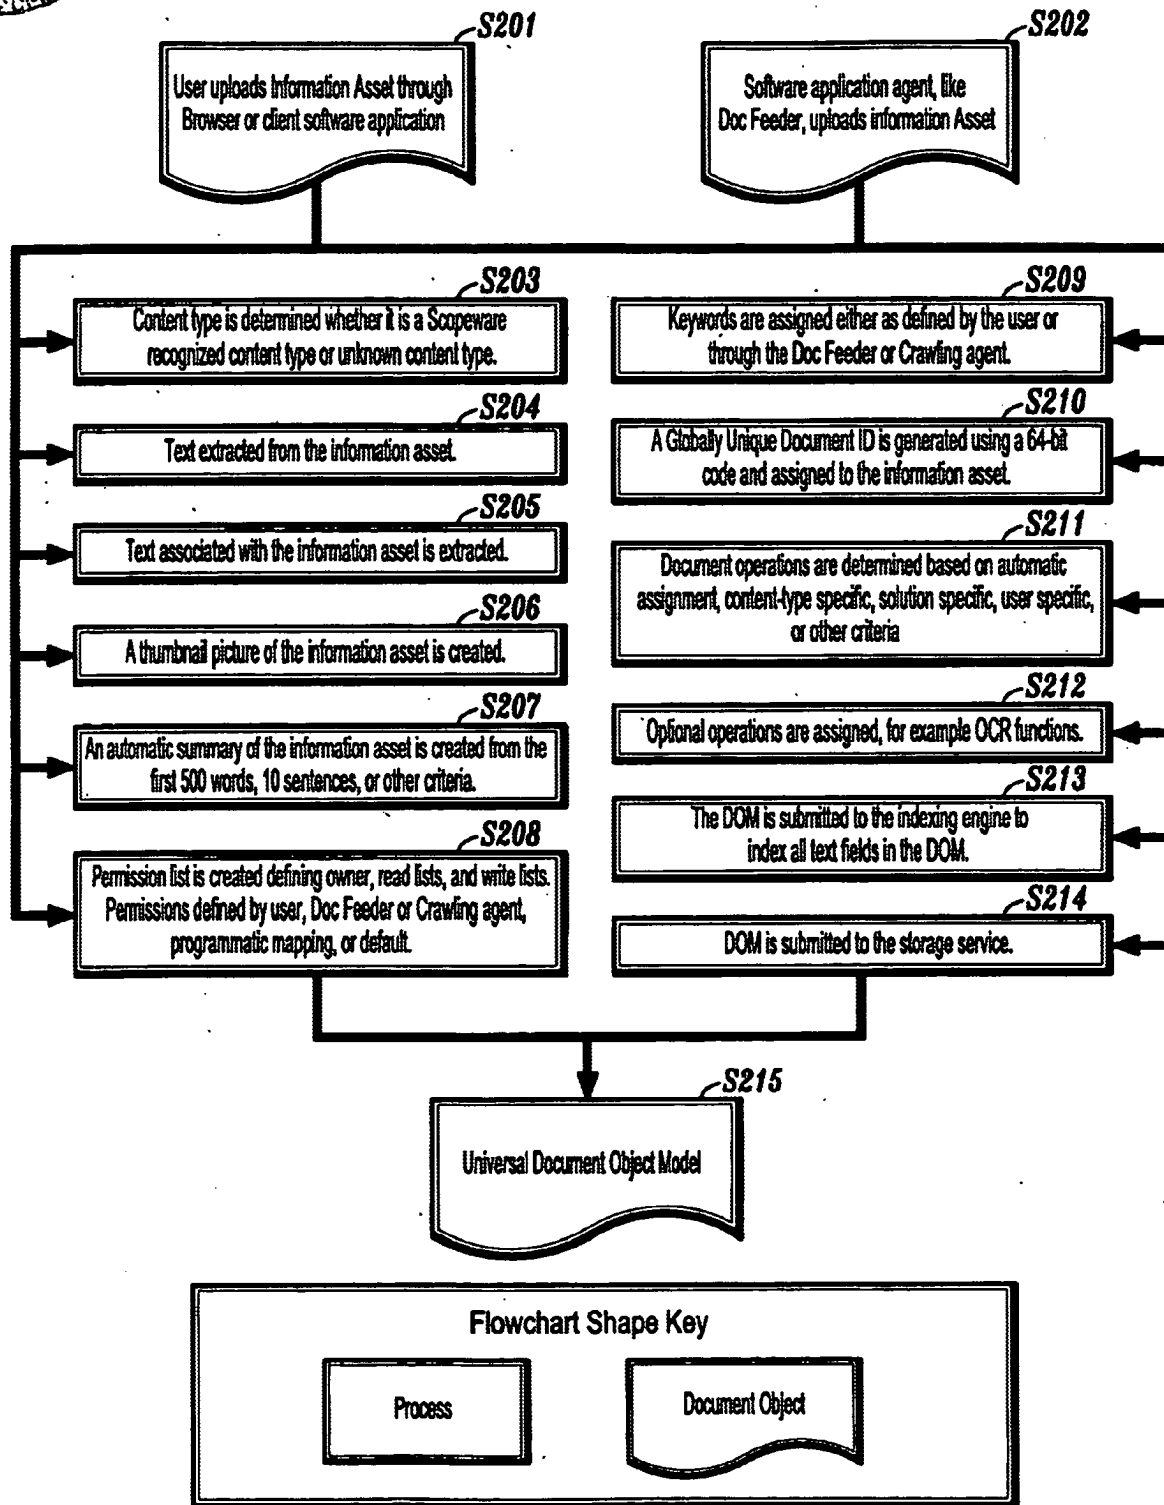 S201
User uploads Information Asset through
Browser or client software application
S202
Software application agent, like
Doc Feeder, uploads information Asset
S203
Content type is determined whether it is a Scopeware
recognized content type or unknown content type.
S204
Text extracted from the information asset.
S205
Text associated with the information asset is extracted.
S206
A thumbnail picture of the information asset is created.
S207
An automatic summary of the information asset is created from the
first 500 words, 10 sentences, or other criteria.
S208
Permission list is created defining owner, read lists, and write lists.
Permissions defined by user, Doc Feeder or Crawling agent,
programmatic mapping, or default.
S209
Keywords are assigned either as defined by the user or
through the Doc Feeder or Crawling agent.
S210
A Globally Unique Document ID is generated using a 64-bit
code and assigned to the information asset.
S211
Document operations are determined based on automatic
assignment, content-type specific, solution specific, user specific,
or other criteria
S212
Optional operations are assigned, for example OCR functions.
S213
The DOM is submitted to the indexing engine to
index all text fields in the DOM.
S214
DOM is submitted to the storage service.
S215
Universal Document Object Model
Flowchart Shape Key
Process
Document Object